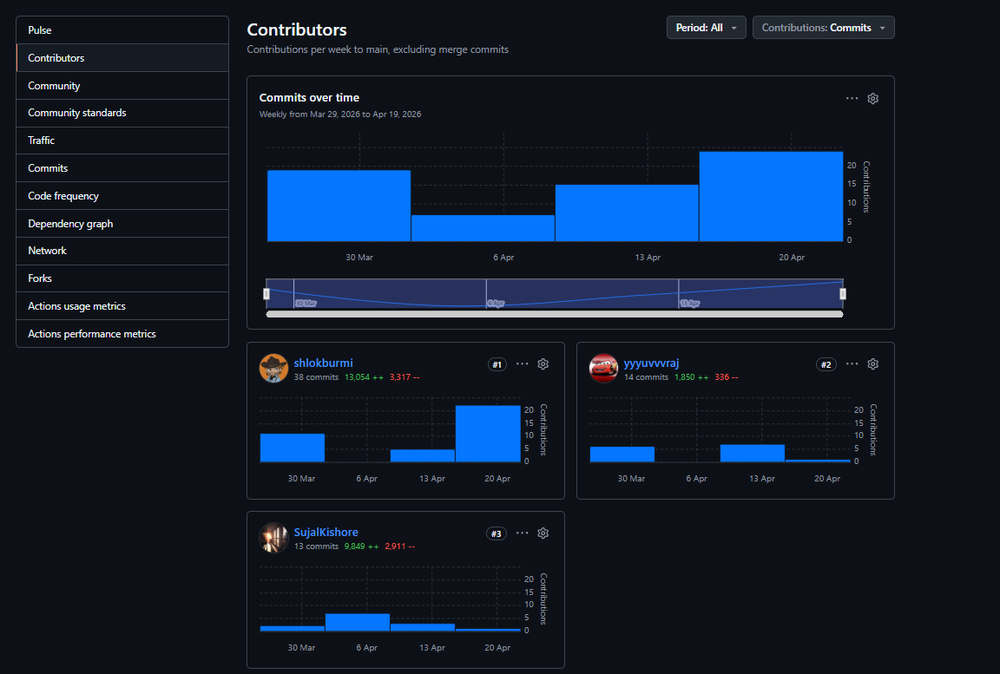 Pulse
Contributors
Community
Community standards
Traffic
Commits
Code frequency
Dependency graph
Network
Forks
Actions usage metrics
Actions performance metrics
Contributors
Contributions per week to main, excluding merge commits
Period: All
Contributions: Commits
Commits over time
Weekly from Mar 29, 2026 to Apr 19, 2026
20
15
10
5
0
Contributions
30 Mar 6 Apr 13 Apr 20 Apr
30 Mar 6 Apr 13 Apr
shlokburmi
#1
38 commits 13,054 ++ 3,317 --
20
15
10
5
0
Contributions
30 Mar 6 Apr 13 Apr 20 Apr
yyyuvvvraj
#2
14 commits 1,850 ++ 336 --
20
15
10
5
0
Contributions
30 Mar 6 Apr 13 Apr 20 Apr
SujalKishore
#3
13 commits 9,849 ++ 2,911 --
20
15
10
5
0
Contributions
30 Mar 6 Apr 13 Apr 20 Apr